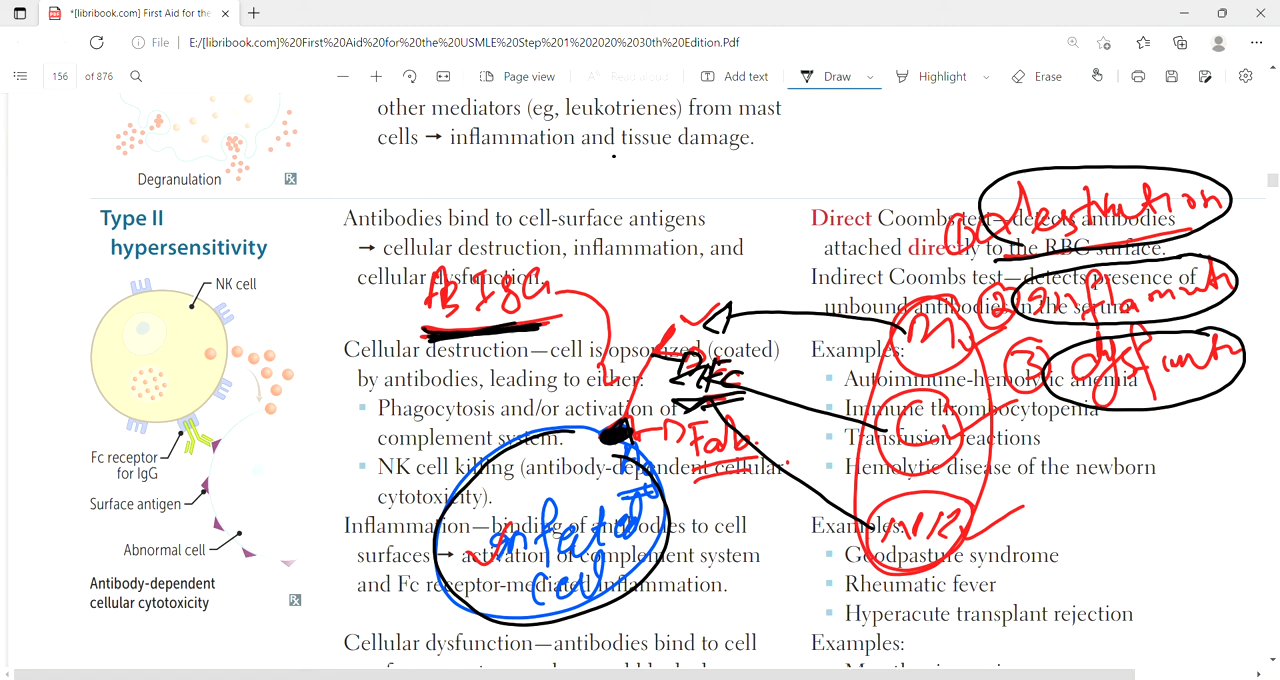 *[libribook.com] First Aid for the
File
E:/[libribook.com]%20First%20Aid%20for%20the%20USMLE%20Step%201%202020%2030th%20Edition.Pdf
156 of 876
Page view
Read aloud
Add text
Draw
Highlight
Erase
other mediators (eg, leukotrienes) from mast
cells → inflammation and tissue damage.
Degranulation
Rx
Type II
hypersensitivity
NK cell
Fc receptor
for IgG
Surface antigen
Abnormal cell
Antibody-dependent
cellular cytotoxicity
Rx
Antibodies bind to cell-surface antigens
→ cellular destruction, inflammation, and
cellular dysfunction.
AB IgG
Cellular destruction—cell is opsonized (coated)
by antibodies, leading to either:
Phagocytosis and/or activation of
complement system.
NK cell killing (antibody-dependent cellular
cytotoxicity).
Fab.
Inflammation—binding of antibodies to cell
surfaces → activation of complement system
and Fc receptor-mediated inflammation.
infected
cell
Cellular dysfunction—antibodies bind to cell
Direct Coombs test—detects antibodies
attached directly to the RBC surface.
Indirect Coombs test—detects presence of
unbound antibodies in the serum.
① destruction
②
③
Examples:
Autoimmune-hemolytic anemia
Immune thrombocytopenia
Transfusion reactions
Hemolytic disease of the newborn
Examples:
Goodpasture syndrome
Rheumatic fever
Hyperacute transplant rejection
Examples: